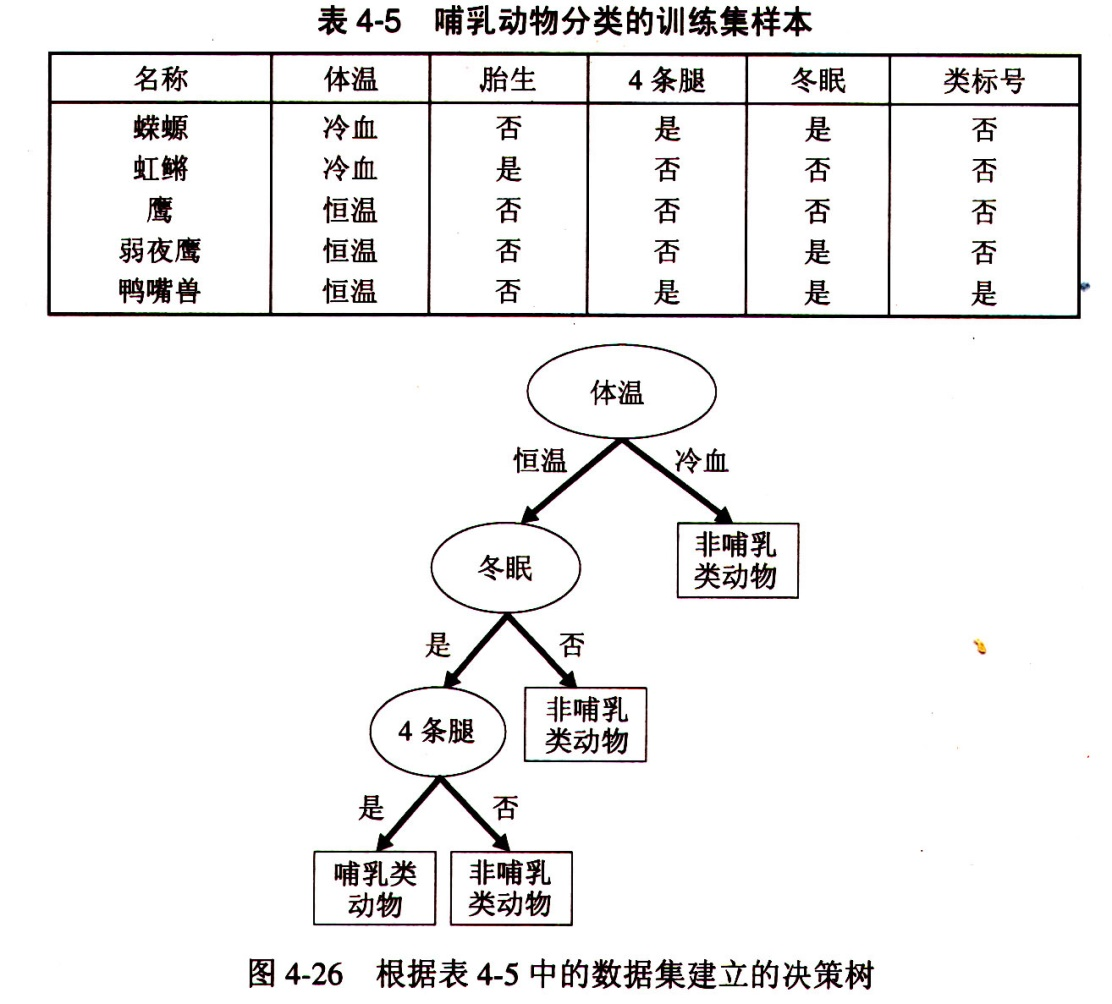 表 4-5 哺乳动物分类的训练集样本
名称 体温 胎生 4 条腿 冬眠 类标号
蝾螈 冷血 否 是 是 否
虹鳉 冷血 是 否 否 否
鹰 恒温 否 否 否 否
弱夜鹰 恒温 否 否 是 否
鸭嘴兽 恒温 否 是 是 是
体温
恒温 冷血
冬眠
非哺乳
类动物
是 否
4 条腿
非哺乳
类动物
是 否
哺乳类
动物
非哺乳
类动物
图 4-26 根据表 4-5 中的数据集建立的决策树